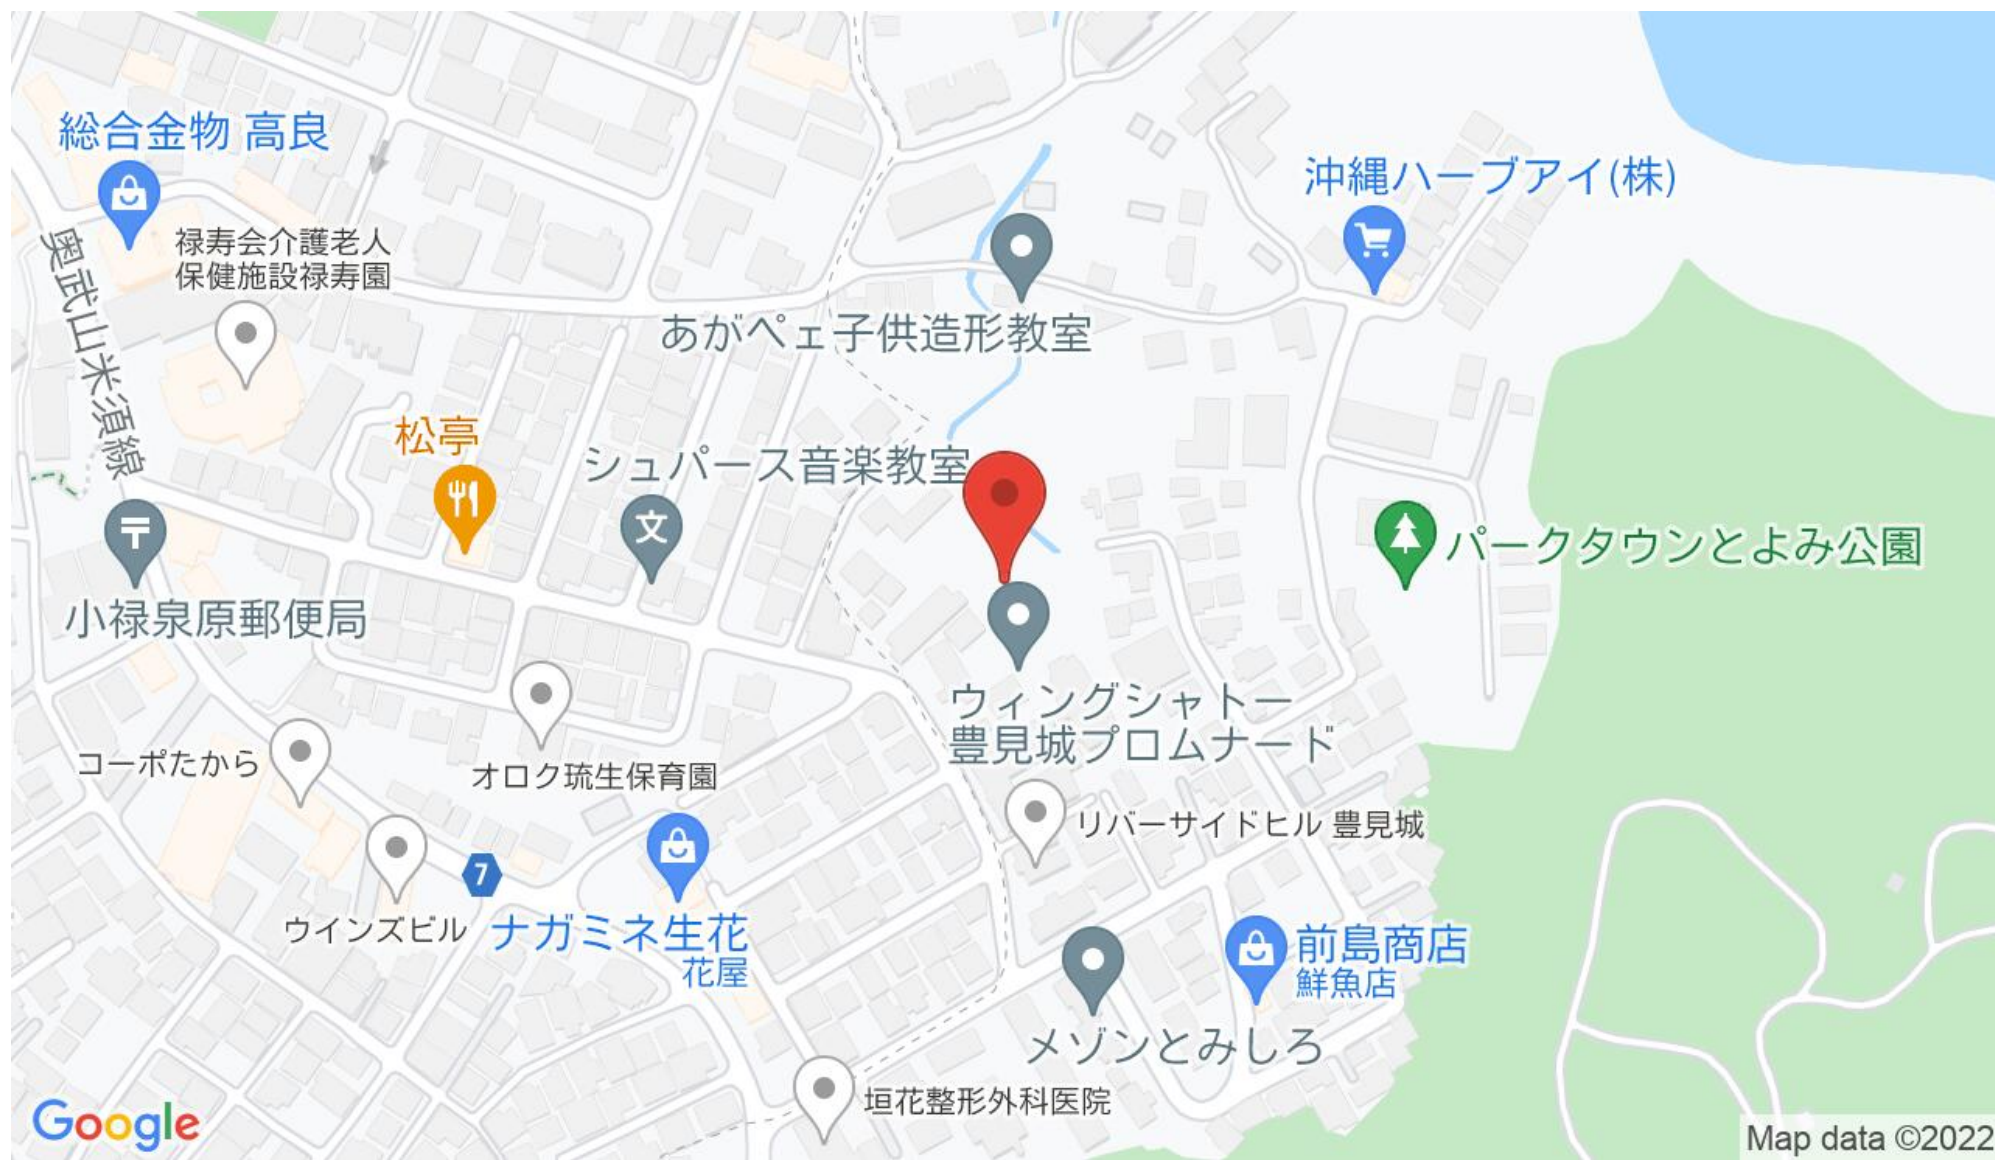 総合金物 高良
禄寿会介護老人
保健施設禄寿園
奥武山米須線
沖縄ハーブアイ(株)
あがペェ子供造形教室
松亭
シュパース音楽教室
文
パークタウンとよみ公園
小禄泉原郵便局
ウィングシャトー
豊見城プロムナード
コーポたから
オロク琉生保育園
リバーサイドヒル 豊見城
7
ウインズビル
ナガミネ生花
花屋
前島商店
鮮魚店
メゾンとみしろ
垣花整形外科医院
Google
Map data ©2022